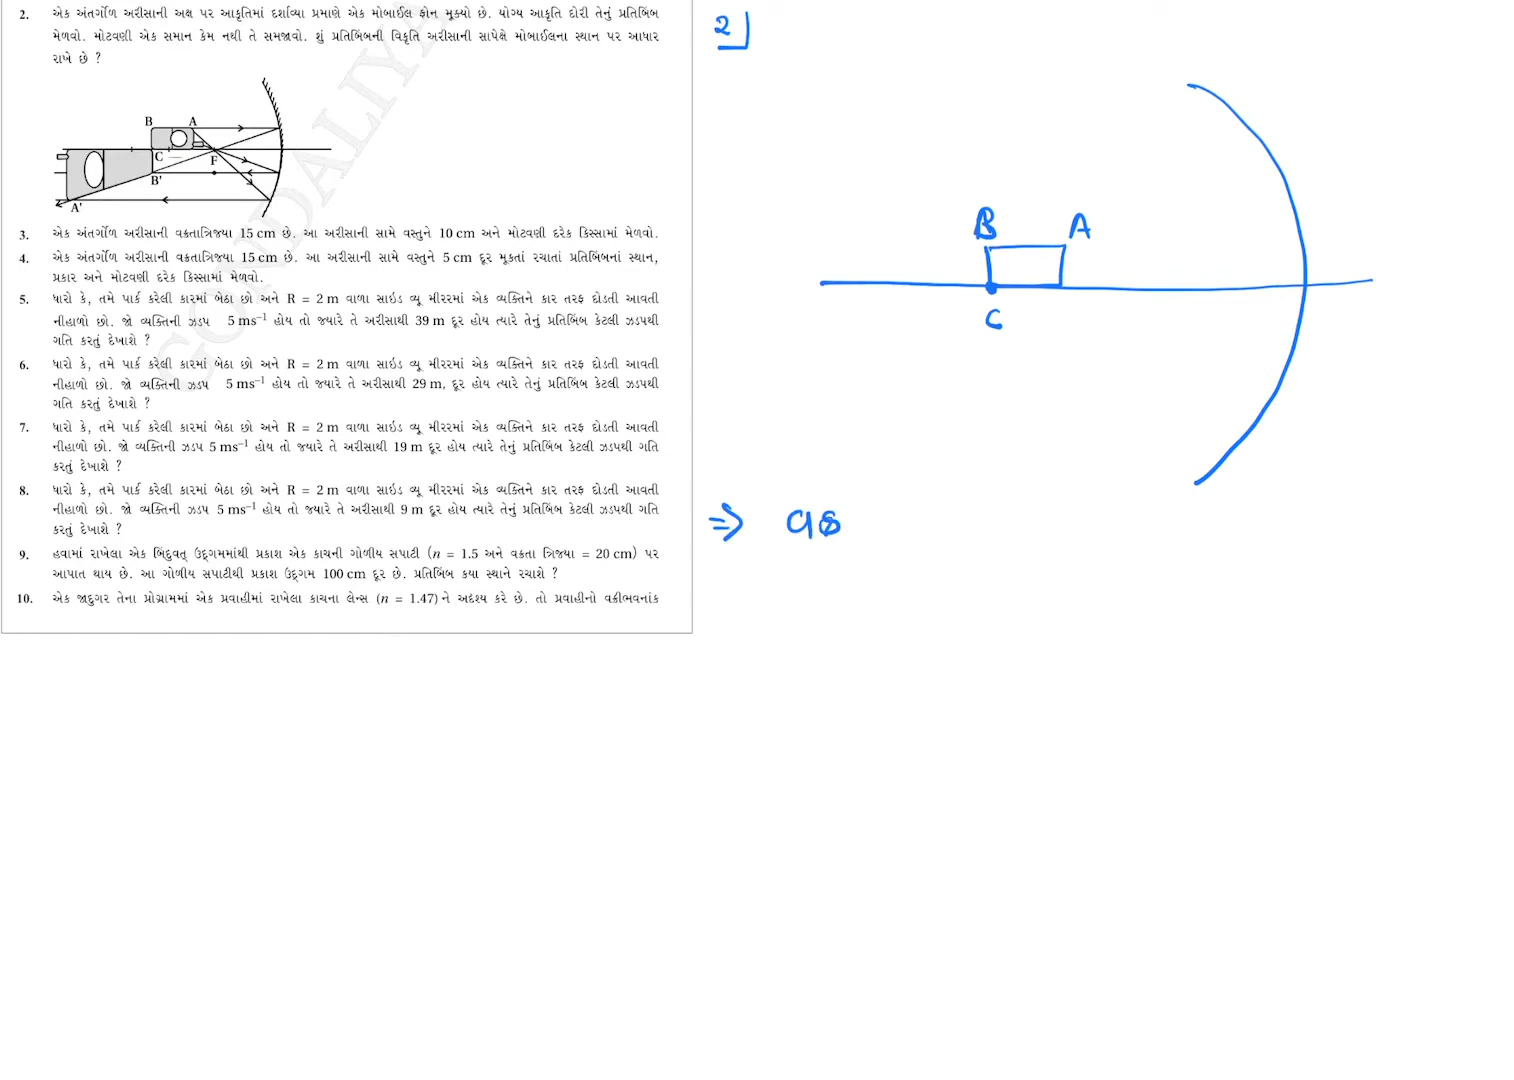 2. એક અંતર્ગોળ અરીસાની અક્ષ પર આકૃતિમાં દર્શાવ્યા પ્રમાણે એક મોબાઈલ ફોન મૂક્યો છે. યોગ્ય આકૃતિ દોરી તેનું પ્રતિબિંબ
મેળવો. મોટવણી એક સમાન કેમ નથી તે સમજાવો. શું પ્રતિબિંબની વિકૃતિ અરીસાની સાપેક્ષે મોબાઈલના સ્થાન પર આધાર
રાખે છે ?
B A
C F
B'
A'
3. એક અંતર્ગોળ અરીસાની વક્રતાત્રિજ્યા 15 cm છે. આ અરીસાની સામે વસ્તુને 10 cm અને મોટવણી દરેક કિસ્સામાં મેળવો.
4. એક અંતર્ગોળ અરીસાની વક્રતાત્રિજ્યા 15 cm છે. આ અરીસાની સામે વસ્તુને 5 cm દૂર મૂકતાં રચાતાં પ્રતિબિંબનાં સ્થાન,
પ્રકાર અને મોટવણી દરેક કિસ્સામાં મેળવો.
5. ધારો કે, તમે પાર્ક કરેલી કારમાં બેઠા છો અને R = 2 m વાળા સાઇડ વ્યૂ મીરરમાં એક વ્યક્તિને કાર તરફ દોડતી આવતી
નીહાળો છો. જો વ્યક્તિની ઝડપ 5 ms⁻¹ હોય તો જ્યારે તે અરીસાથી 39 m દૂર હોય ત્યારે તેનું પ્રતિબિંબ કેટલી ઝડપથી
ગતિ કરતું દેખાશે ?
6. ધારો કે, તમે પાર્ક કરેલી કારમાં બેઠા છો અને R = 2 m વાળા સાઇડ વ્યૂ મીરરમાં એક વ્યક્તિને કાર તરફ દોડતી આવતી
નીહાળો છો. જો વ્યક્તિની ઝડપ 5 ms⁻¹ હોય તો જ્યારે તે અરીસાથી 29 m, દૂર હોય ત્યારે તેનું પ્રતિબિંબ કેટલી ઝડપથી
ગતિ કરતું દેખાશે ?
7. ધારો કે, તમે પાર્ક કરેલી કારમાં બેઠા છો અને R = 2 m વાળા સાઇડ વ્યૂ મીરરમાં એક વ્યક્તિને કાર તરફ દોડતી આવતી
નીહાળો છો. જો વ્યક્તિની ઝડપ 5 ms⁻¹ હોય તો જ્યારે તે અરીસાથી 19 m દૂર હોય ત્યારે તેનું પ્રતિબિંબ કેટલી ઝડપથી ગતિ
કરતું દેખાશે ?
8. ધારો કે, તમે પાર્ક કરેલી કારમાં બેઠા છો અને R = 2 m વાળા સાઇડ વ્યૂ મીરરમાં એક વ્યક્તિને કાર તરફ દોડતી આવતી
નીહાળો છો. જો વ્યક્તિની ઝડપ 5 ms⁻¹ હોય તો જ્યારે તે અરીસાથી 9 m દૂર હોય ત્યારે તેનું પ્રતિબિંબ કેટલી ઝડપથી ગતિ
કરતું દેખાશે ?
9. હવામાં રાખેલા એક બિંદુવત્ ઉદ્ગમમાંથી પ્રકાશ એક કાચની ગોળીય સપાટી (n = 1.5 અને વક્રતા ત્રિજ્યા = 20 cm) પર
આપાત થાય છે. આ ગોળીય સપાટીથી પ્રકાશ ઉદ્ગમ 100 cm દૂર છે. પ્રતિબિંબ કયા સ્થાને રચાશે ?
10. એક જાદુગર તેના પ્રોગ્રામમાં એક પ્રવાહીમાં રાખેલા કાચના લેન્સ (n = 1.47) ને અદૃશ્ય કરે છે. તો પ્રવાહીનો વક્રીભવનાંક
GONDALIYA
2
B A
C
⇒